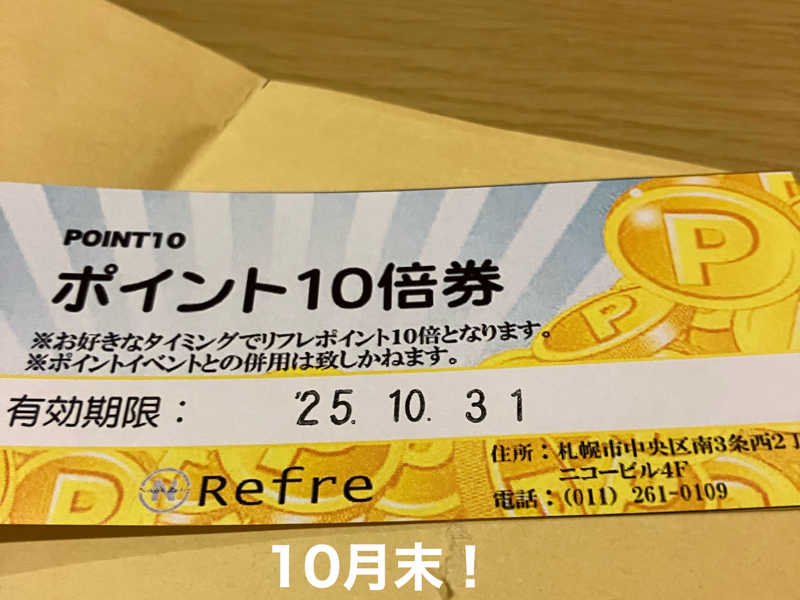 POINT10
ポイント10倍券
※お好きなタイミングでリフレポイント10倍となります。
※ポイントイベントとの併用は致しかねます。
有効期限： '25. 10. 31
Refre
住所：札幌市中央区南3条西2丁
ニコービル4F
電話：（011）261-0109
10月末！